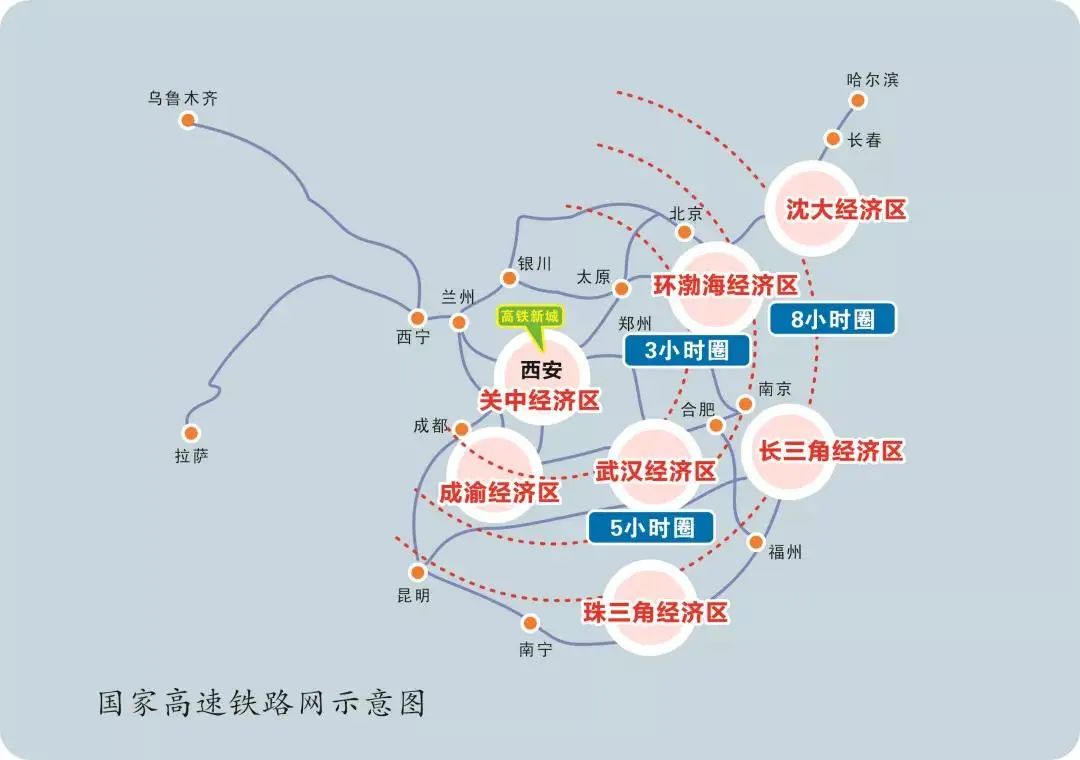 哈尔滨
乌鲁木齐
长春
沈大经济区
北京
银川
太原
环渤海经济区
兰州
高铁新城
郑州
8小时圈
西宁
3小时圈
西安
关中经济区
南京
合肥
成都
拉萨
长三角经济区
武汉经济区
成渝经济区
5小时圈
福州
昆明
珠三角经济区
南宁
国家高速铁路网示意图